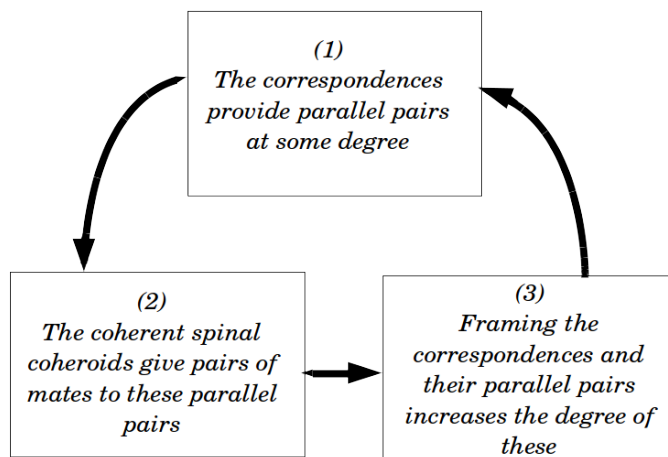 (1)
The correspondences
provide parallel pairs
at some degree
(2)
The coherent spinal
coheroids give pairs of
mates to these parallel
pairs
(3)
Framing the
correspondences and
their parallel pairs
increases the degree of
these